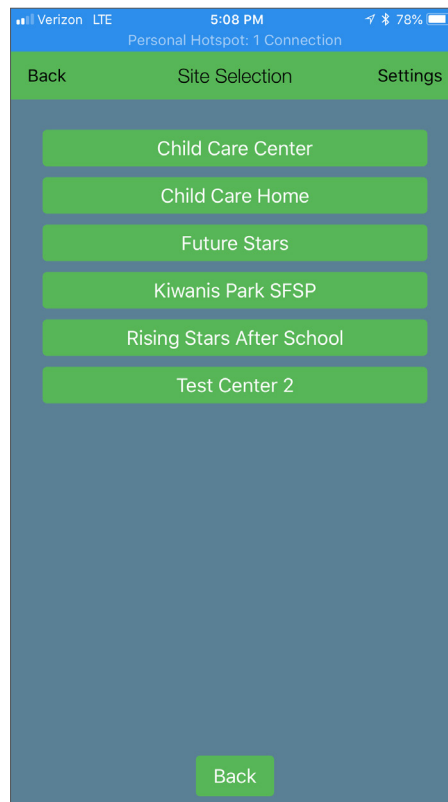 Verizon LTE 5:08 PM 78%
Personal Hotspot: 1 Connection
Back Site Selection Settings
Child Care Center
Child Care Home
Future Stars
Kiwanis Park SFSP
Rising Stars After School
Test Center 2
Back